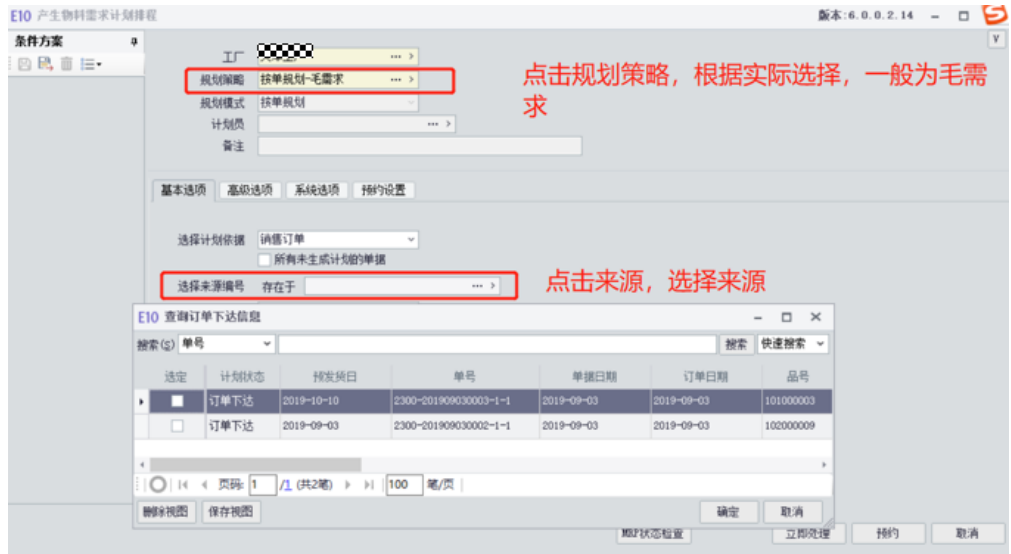 E10 产生物料需求计划排程
版本:6.0.0.2.14
条件方案
工厂
规划策略 按单规划-毛需求
点击规划策略，根据实际选择，一般为毛需
求
规划模式 按单规划
计划员
备注
基本选项 高级选项 系统选项 预约设置
选择计划依据 销售订单
所有未生成计划的单据
选择来源编号 存在于
点击来源，选择来源
E10 查询订单下达信息
搜索(S) 单号 搜索 快速搜索
选定 计划状态 预发货日 单号 单据日期 订单日期 品号
订单下达 2019-10-10 2300-201909030003-1-1 2019-09-03 2019-09-03 101000003
订单下达 2019-09-03 2300-201909030002-1-1 2019-09-03 2019-09-03 102000009
页码: 1 /1 (共2笔) 100 笔/页
删除视图 保存视图 确定 取消
MRP状态检查 立即处理 预约 取消